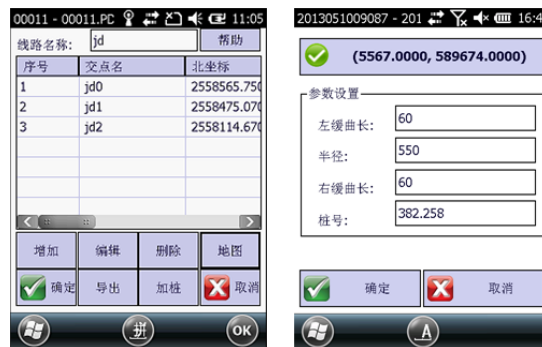 00011 - 00011.PC 11:05
线路名称: jd 帮助
序号 交点名 北坐标
1 jd0 2558565.750
2 jd1 2558475.070
3 jd2 2558114.670
增加 编辑 删除 地图
确定 导出 加桩 取消
拼 OK
2013051009087 - 201 16:4
(5567.0000, 589674.0000)
参数设置
左缓曲长: 60
半径: 550
右缓曲长: 60
桩号: 382.258
确定 取消
A